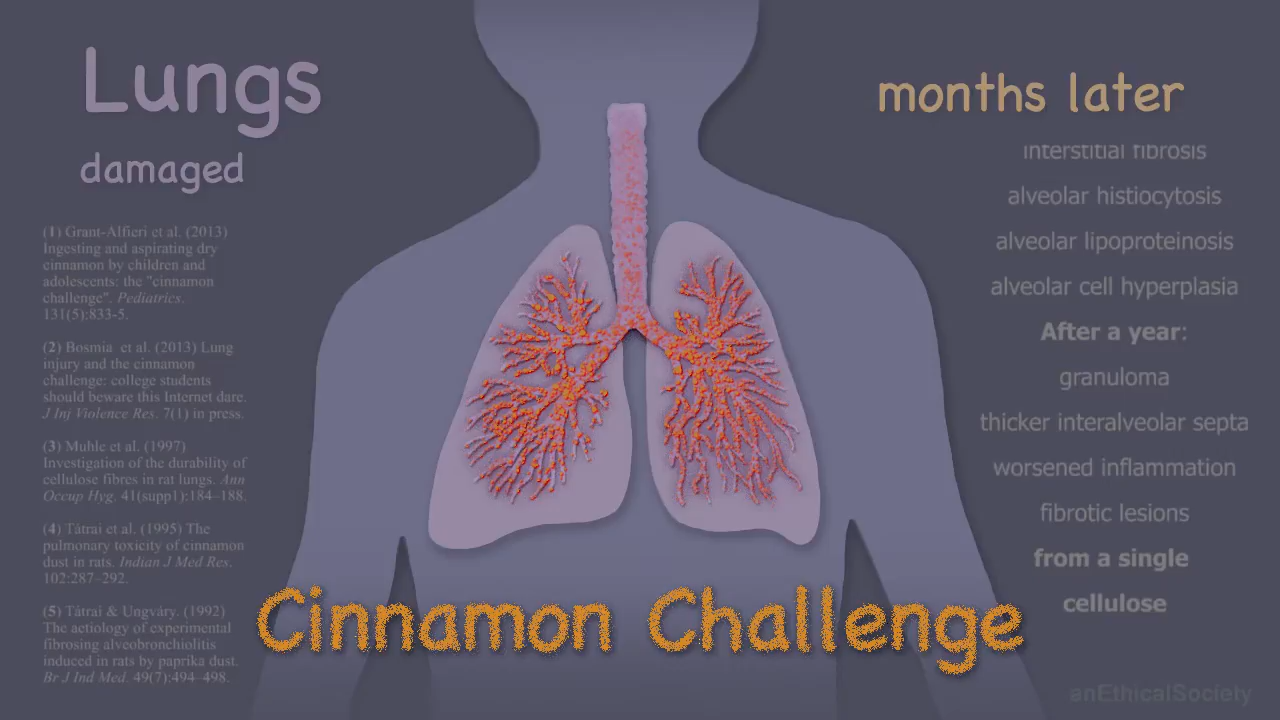 Lungs
damaged
(1) Grant-Alfieri et al. (2013)
Ingesting and aspirating dry
cinnamon by children and
adolescents: the "cinnamon
challenge". Pediatrics.
131(5):833-5.
(2) Bosmia et al. (2013) Lung
injury and the cinnamon
challenge: college students
should beware this Internet dare.
J Inj Violence Res. 7(1) in press.
(3) Muhle et al. (1997)
Investigation of the durability of
cellulose fibres in rat lungs. Ann
Occup Hyg. 41(supp1):184–188.
(4) Tátrai et al. (1995) The
pulmonary toxicity of cinnamon
dust in rats. Indian J Med Res.
102:287–292.
(5) Tátrai & Ungváry. (1992)
The aetiology of experimental
fibrosing alveobronchiolitis
induced in rats by paprika dust.
Br J Ind Med. 49(7):494–498.
months later
interstitial fibrosis
alveolar histiocytosis
alveolar lipoproteinosis
alveolar cell hyperplasia
After a year:
granuloma
thicker interalveolar septa
worsened inflammation
fibrotic lesions
from a single
cellulose
Cinnamon Challenge
anEthicalSociety